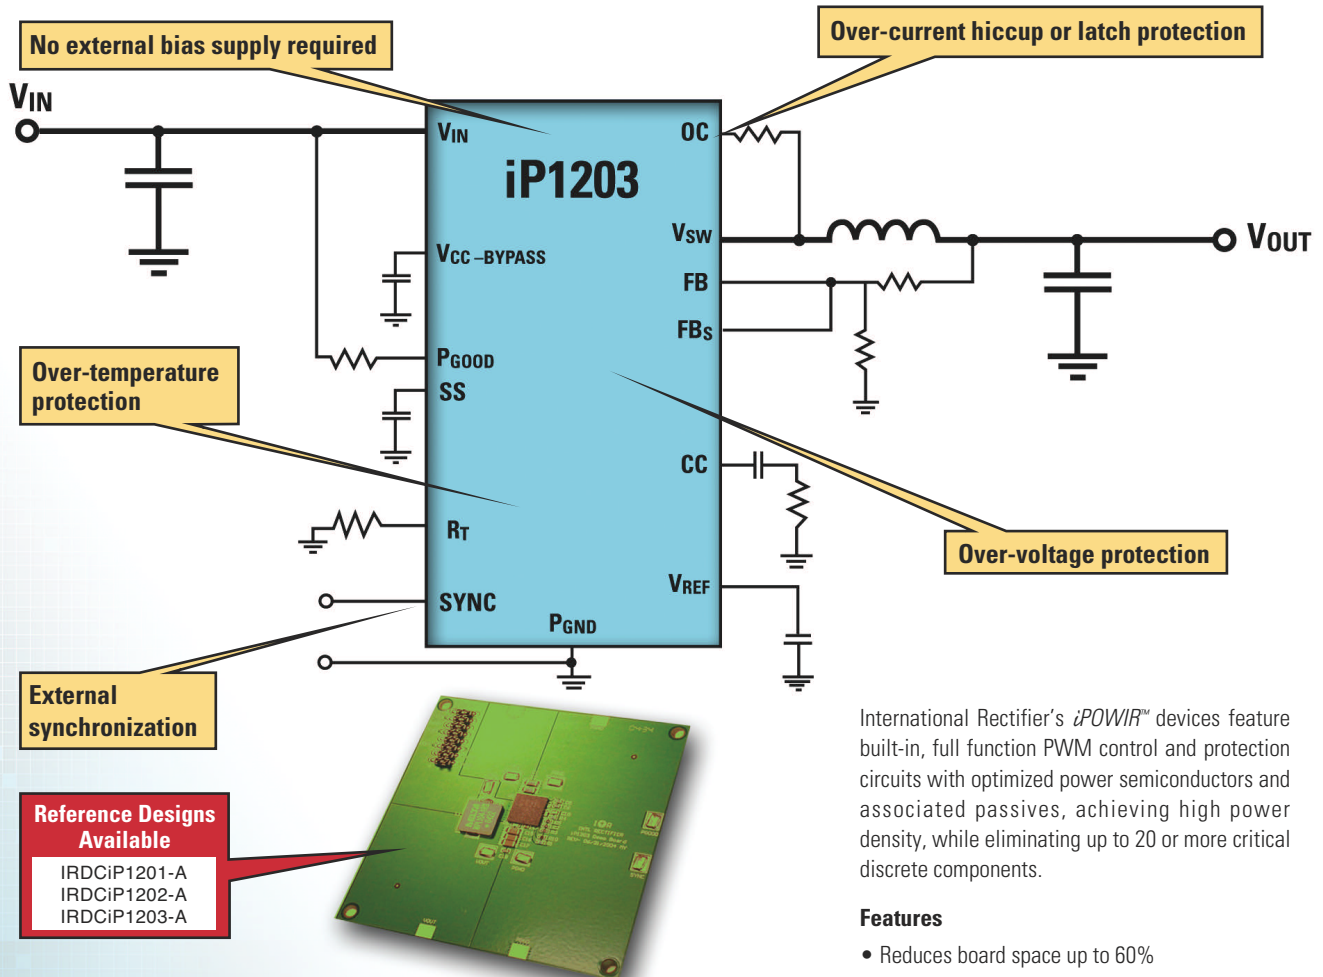 No external bias supply required
Over-current hiccup or latch protection
VIN
VIN
OC
iP1203
VSW
VOUT
VCC –BYPASS
FB
FBS
PGOOD
Over-temperature
protection
SS
CC
RT
Over-voltage protection
VREF
SYNC
PGND
External
synchronization
Reference Designs
Available
IRDCiP1201-A
IRDCiP1202-A
IRDCiP1203-A
International Rectifier's iPOWIR™ devices feature
built-in, full function PWM control and protection
circuits with optimized power semiconductors and
associated passives, achieving high power
density, while eliminating up to 20 or more critical
discrete components.
Features
• Reduces board space up to 60%